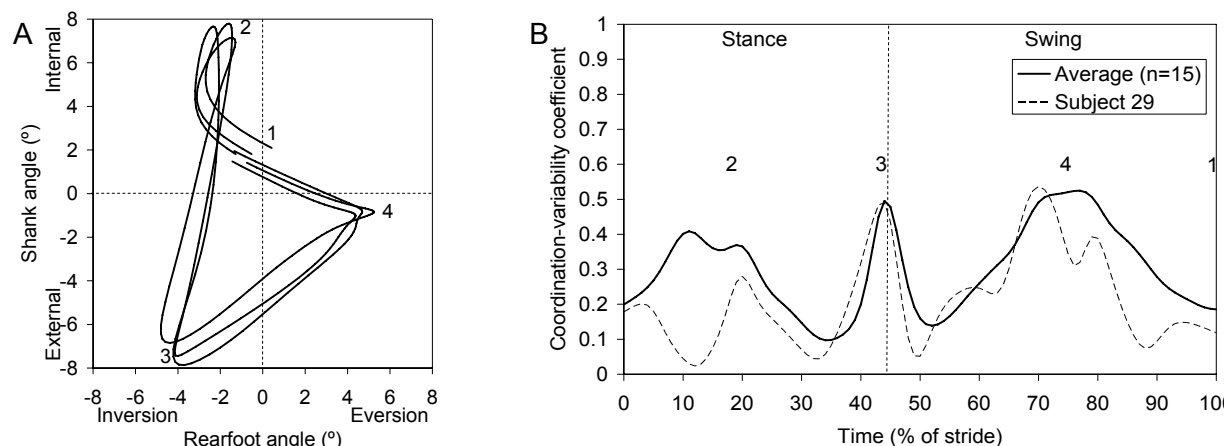 A
Shank angle (º)
Internal
External
8
6
4
2
0
-2
-4
-6
-8
1
2
3
4
-8 -6 -4 -2 0 2 4 6 8
Inversion Eversion
Rearfoot angle (º)
B
Coordination-variability coefficient
1
0.9
0.8
0.7
0.6
0.5
0.4
0.3
0.2
0.1
0
Stance Swing
Average (n=15)
Subject 29
2 3 4 1
0 10 20 30 40 50 60 70 80 90 100
Time (% of stride)